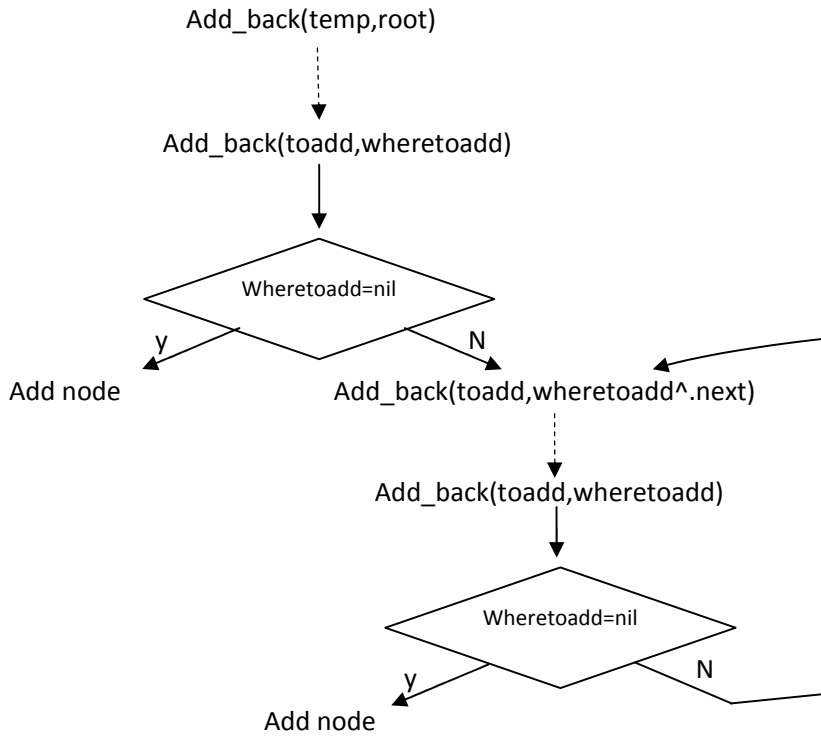 Add_back(temp,root)
Add_back(toadd,wheretoadd)
Wheretoadd=nil
y
N
Add node
Add_back(toadd,wheretoadd^.next)
Add_back(toadd,wheretoadd)
Wheretoadd=nil
y
N
Add node